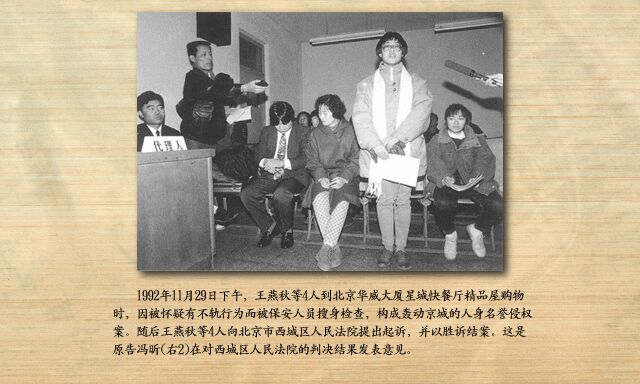 代理人
1992年11月29日下午，王燕秋等4人到北京华威大厦星城快餐厅精品屋购物
时，因被怀疑有不轨行为而被保安人员搜身检查，构成轰动京城的人身名誉侵权
案。随后王燕秋等4人向北京市西城区人民法院提出起诉，并以胜诉结案。这是
原告冯昕(右2)在对西城区人民法院的判决结果发表意见。